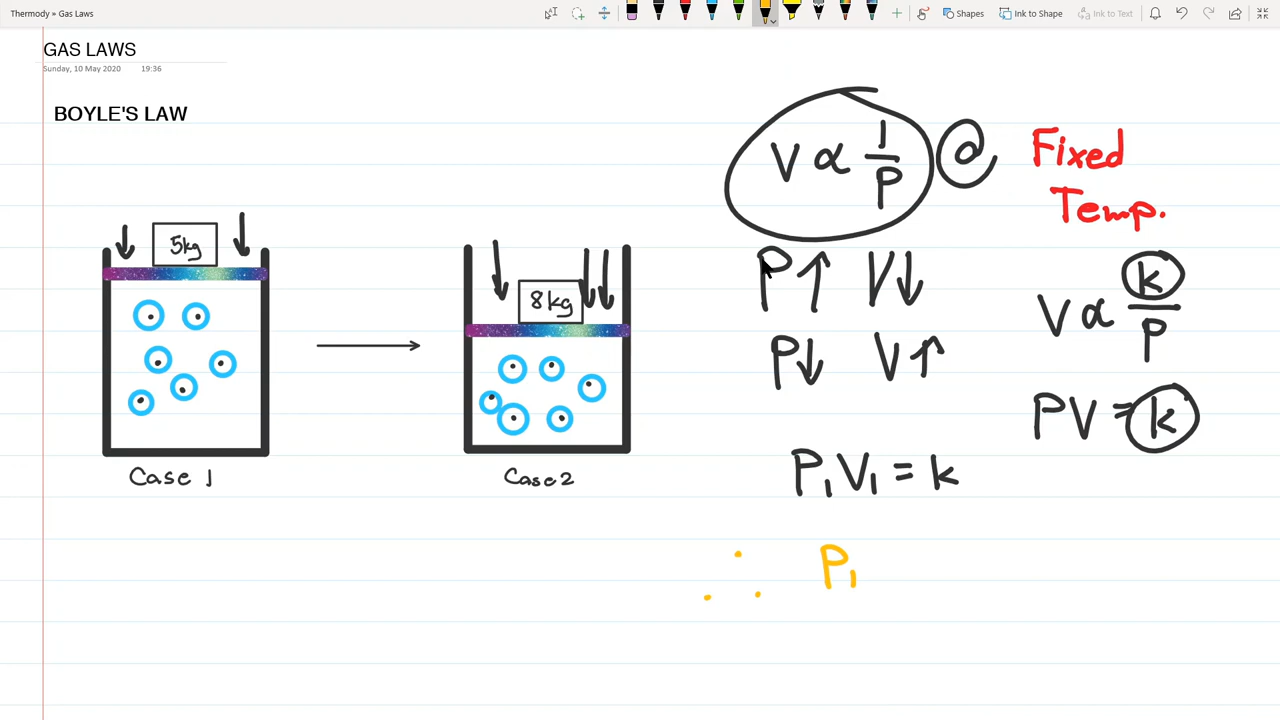 Thermody » Gas Laws
Shapes
Ink to Shape
Ink to Text
GAS LAWS
Sunday, 10 May 2020 19:36
BOYLE'S LAW
V ∝ 1/P @ Fixed Temp.
5kg
8kg
P↑ V↓
P↓ V↑
V ∝ k/P
PV = k
P₁V₁ = k
Case 1
Case 2
∴ P₁